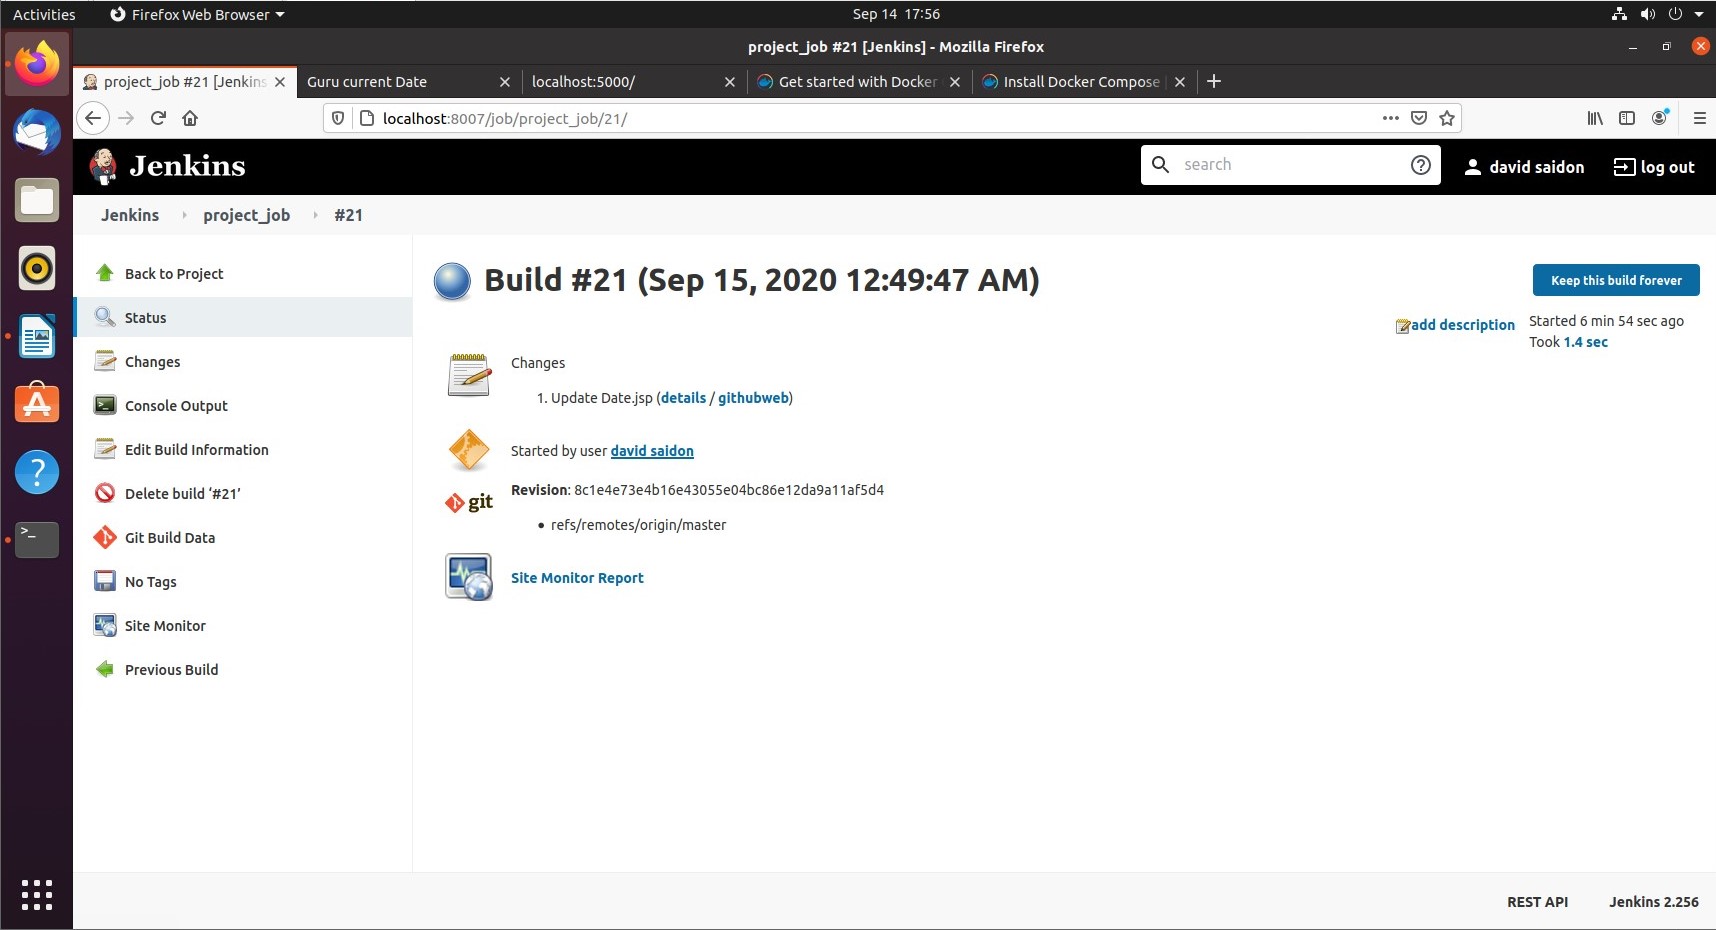 Activities Firefox Web Browser Sep 14 17:56
project_job #21 [Jenkins] - Mozilla Firefox
project_job #21 [Jenkins Guru current Date localhost:5000/ Get started with Docker Install Docker Compose
localhost:8007/job/project_job/21/
Jenkins search david saidon log out
Jenkins project_job #21
Back to Project
Status
Changes
Console Output
Edit Build Information
Delete build ‘#21’
Git Build Data
No Tags
Site Monitor
Previous Build
Build #21 (Sep 15, 2020 12:49:47 AM)
Keep this build forever
add description
Started 6 min 54 sec ago
Took 1.4 sec
Changes
1. Update Date.jsp (details / githubweb)
Started by user david saidon
git
Revision: 8c1e4e73e4b16e43055e04bc86e12da9a11af5d4
• refs/remotes/origin/master
Site Monitor Report
REST API Jenkins 2.256